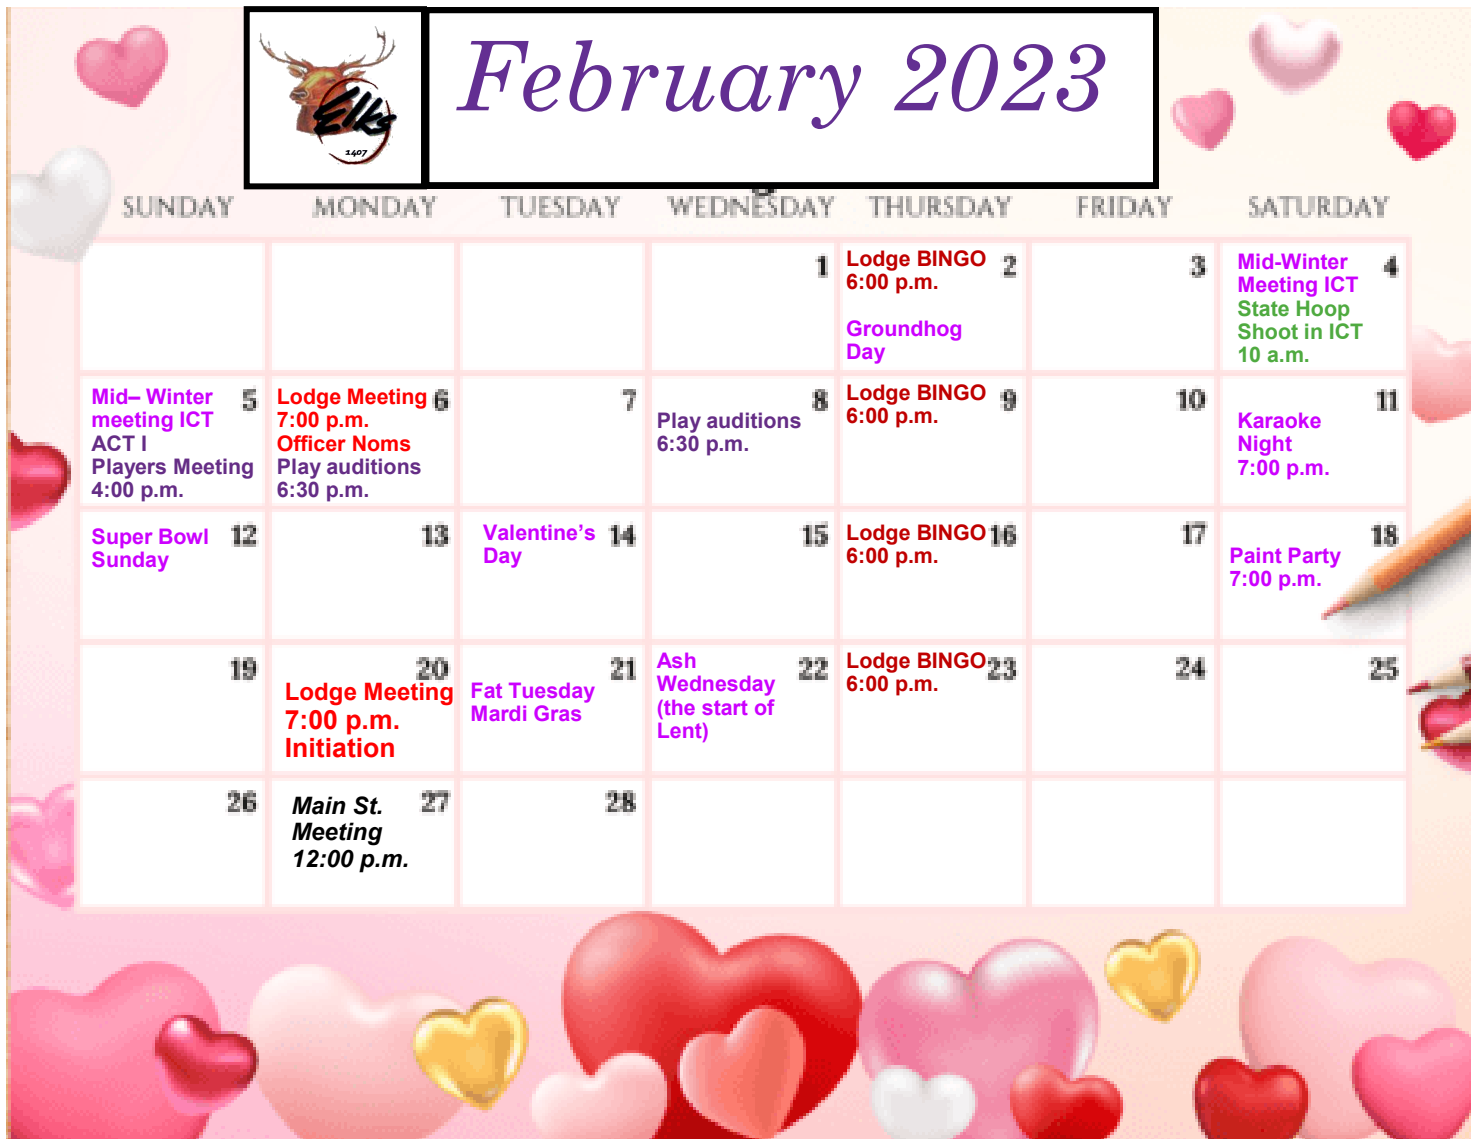 Elks
1407
February 2023
SUNDAY MONDAY TUESDAY WEDNESDAY THURSDAY FRIDAY SATURDAY
1
Lodge BINGO 2
6:00 p.m.
Groundhog
Day
3
Mid-Winter 4
Meeting ICT
State Hoop
Shoot in ICT
10 a.m.
Mid– Winter 5
meeting ICT
ACT I
Players Meeting
4:00 p.m.
Lodge Meeting 6
7:00 p.m.
Officer Noms
Play auditions
6:30 p.m.
7
8
Play auditions
6:30 p.m.
Lodge BINGO 9
6:00 p.m.
10
11
Karaoke
Night
7:00 p.m.
Super Bowl 12
Sunday
13
Valentine's 14
Day
15
Lodge BINGO 16
6:00 p.m.
17
18
Paint Party
7:00 p.m.
19
20
Lodge Meeting
7:00 p.m.
Initiation
21
Fat Tuesday
Mardi Gras
Ash 22
Wednesday
(the start of
Lent)
Lodge BINGO 23
6:00 p.m.
24
25
26
Main St. 27
Meeting
12:00 p.m.
28